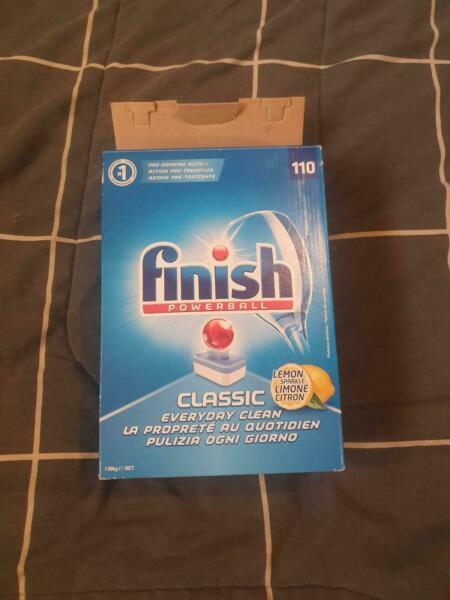 #1
PRE-SOAKING ACTION
ACTION PRÉ-TREMPAGE
AZIONE PRE-TRATTANTE
110
finish
POWERBALL
LEMON
SPARKLE
LIMONE
CITRON
CLASSIC
EVERYDAY CLEAN
LA PROPRETÉ AU QUOTIDIEN
PULIZIA OGNI GIORNO
NET